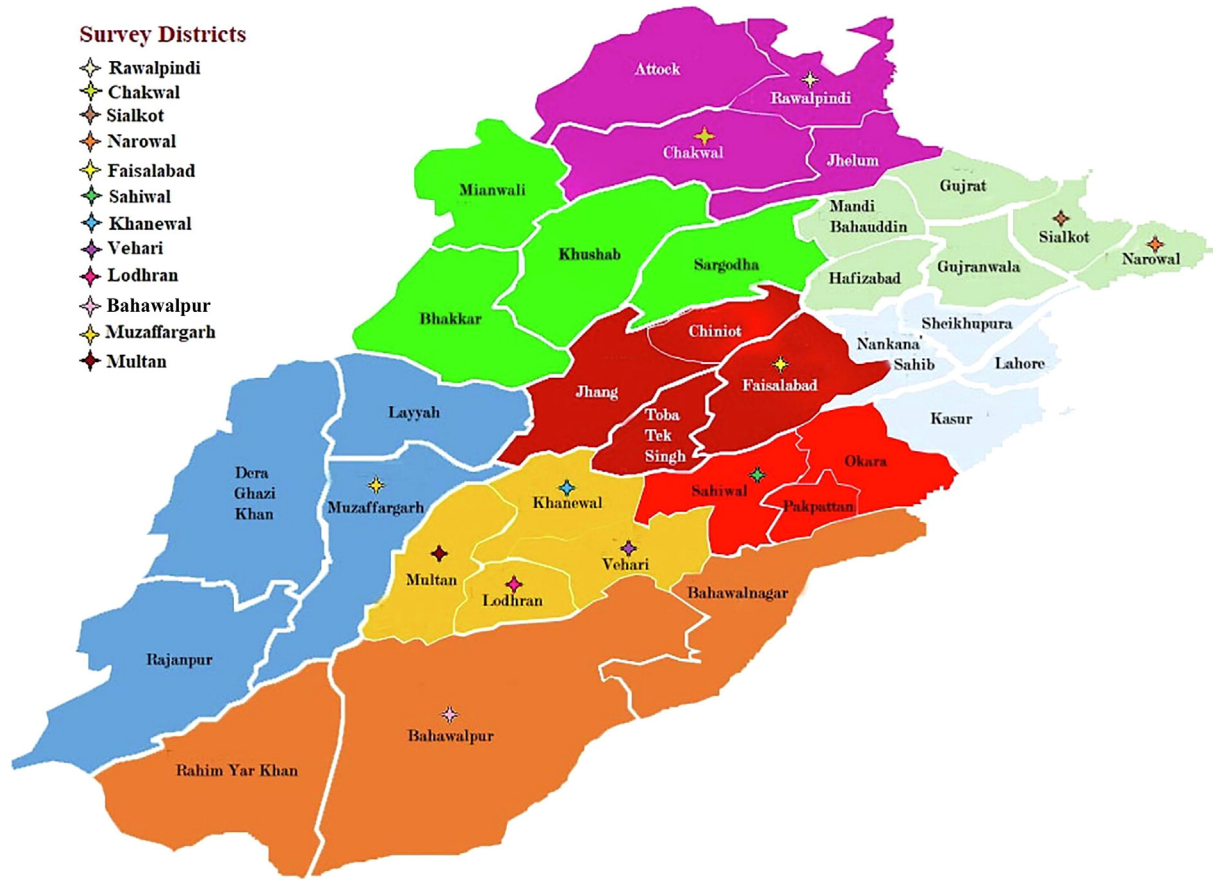 Survey Districts
Rawalpindi
Chakwal
Sialkot
Narowal
Faisalabad
Sahiwal
Khanewal
Vehari
Lodhran
Bahawalpur
Muzaffargarh
Multan
Attock
Rawalpindi
Chakwal
Jhelum
Mianwali
Khushab
Sargodha
Bhakkar
Gujrat
Mandi
Bahauddin
Sialkot
Narowal
Hafizabad
Gujranwala
Chiniot
Jhang
Faisalabad
Toba
Tek
Singh
Sheikhupura
Nankana'
Sahib
Lahore
Kasur
Layyah
Dera
Ghazi
Khan
Muzaffargarh
Rajanpur
Khanewal
Multan
Vehari
Lodhran
Sahiwal
Okara
Pakpattan
Bahawalnagar
Bahawalpur
Rahim Yar Khan